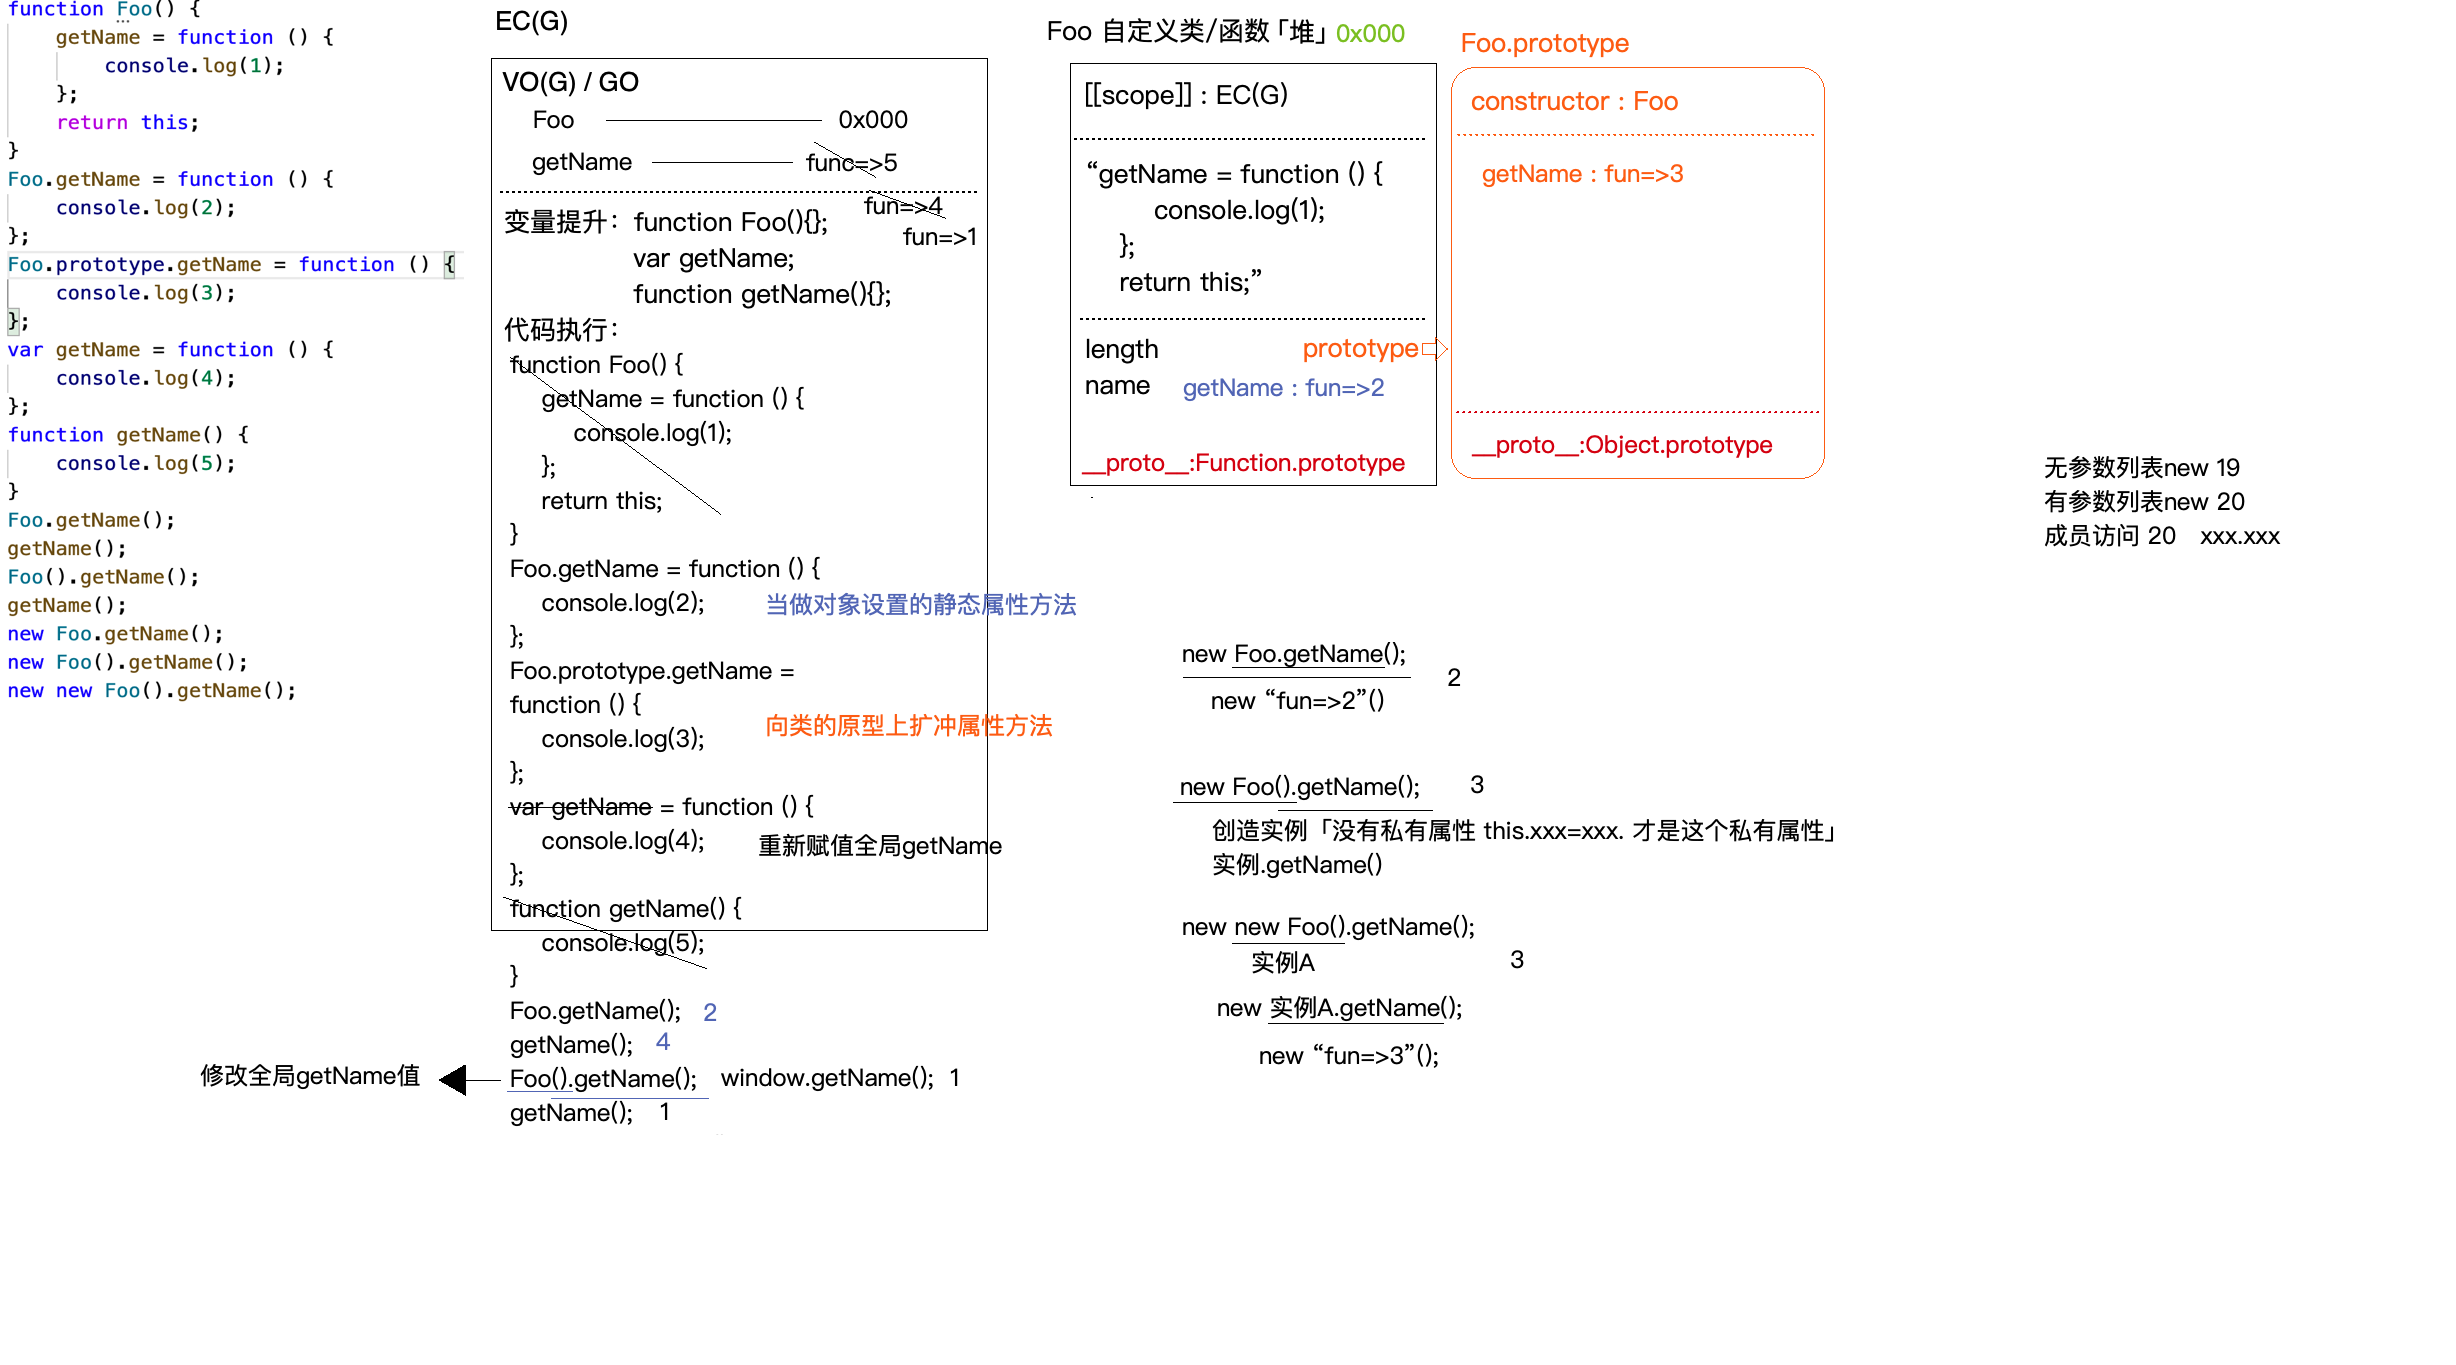 function Foo() {
getName = function () {
console.log(1);
};
return this;
}
Foo.getName = function () {
console.log(2);
};
Foo.prototype.getName = function () {
console.log(3);
};
var getName = function () {
console.log(4);
};
function getName() {
console.log(5);
}
Foo.getName();
getName();
Foo().getName();
getName();
new Foo.getName();
new Foo().getName();
new new Foo().getName();
EC(G)
VO(G) / GO
Foo 0x000
getName func=>5
fun=>4
fun=>1
变量提升：function Foo(){};
var getName;
function getName(){};
代码执行：
function Foo() {
getName = function () {
console.log(1);
};
return this;
}
Foo.getName = function () {
console.log(2); 当做对象设置的静态属性方法
};
Foo.prototype.getName =
function () {
console.log(3); 向类的原型上扩冲属性方法
};
var getName = function () {
console.log(4); 重新赋值全局getName
};
function getName() {
console.log(5);
}
Foo.getName(); 2
getName(); 4
修改全局getName值 Foo().getName(); window.getName(); 1
getName(); 1
Foo 自定义类/函数「堆」0x000
[[scope]] : EC(G)
“getName = function () {
console.log(1);
};
return this;”
length prototype
name getName : fun=>2
__proto__:Function.prototype
Foo.prototype
constructor : Foo
getName : fun=>3
__proto__:Object.prototype
无参数列表new 19
有参数列表new 20
成员访问 20 xxx.xxx
new Foo.getName(); 2
new “fun=>2”()
new Foo().getName(); 3
创造实例「没有私有属性 this.xxx=xxx. 才是这个私有属性」
实例.getName()
new new Foo().getName();
实例A 3
new 实例A.getName();
new “fun=>3”();